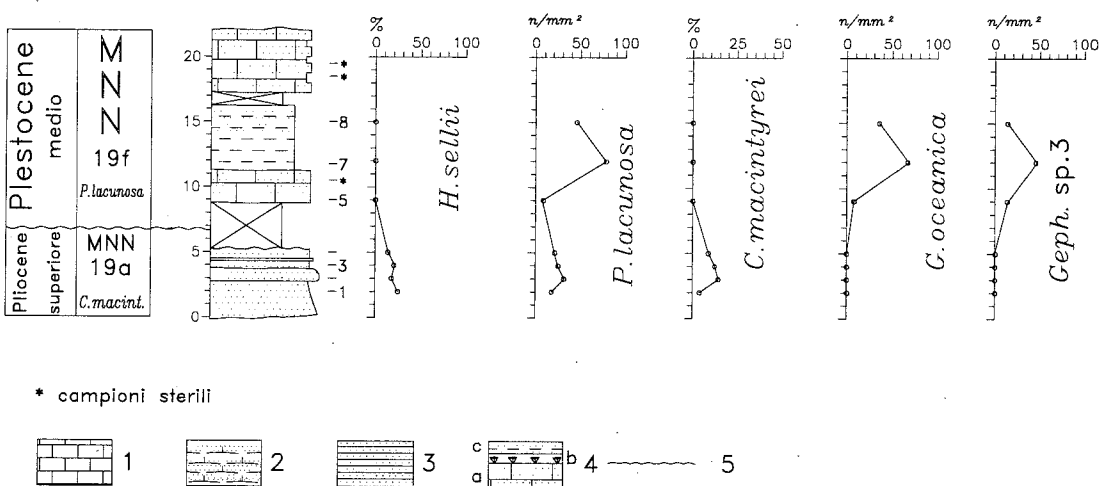 % n/mm² % n/mm² n/mm²
0 50 100 0 50 100 0 25 50 0 50 100 0 50 100
Plestocene
medio
M
N
N
19f
P.lacunosa
Pliocene
superiore
MNN
19a
C.macint.
20
15
10
5
0
-*
-*
-8
-7
-*
-5
-3
-1
H.sellii
P.lacunosa
C.macintyrei
G.oceanica
Geph. sp.3
* campioni sterili
1 2 3 c b a 4 5